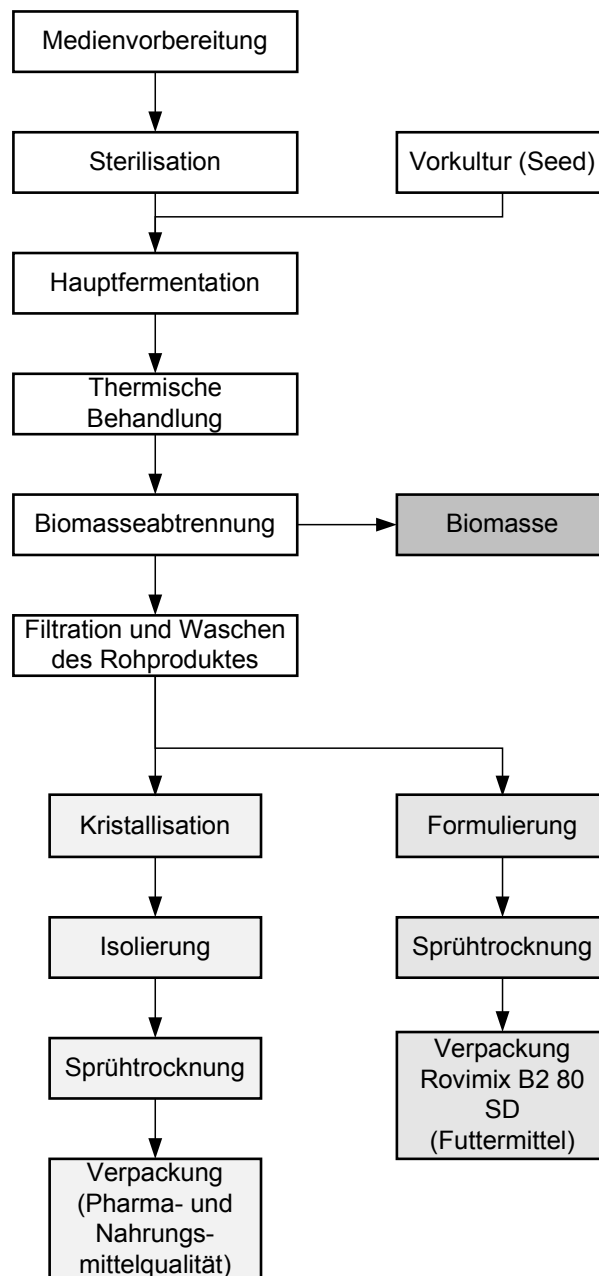 Medienvorbereitung
Sterilisation
Vorkultur (Seed)
Hauptfermentation
Thermische
Behandlung
Biomasseabtrennung
Biomasse
Filtration und Waschen
des Rohproduktes
Kristallisation
Formulierung
Isolierung
Sprühtrocknung
Sprühtrocknung
Verpackung
Rovimix B2 80
SD
(Futtermittel)
Verpackung
(Pharma- und
Nahrungs-
mittelqualität)